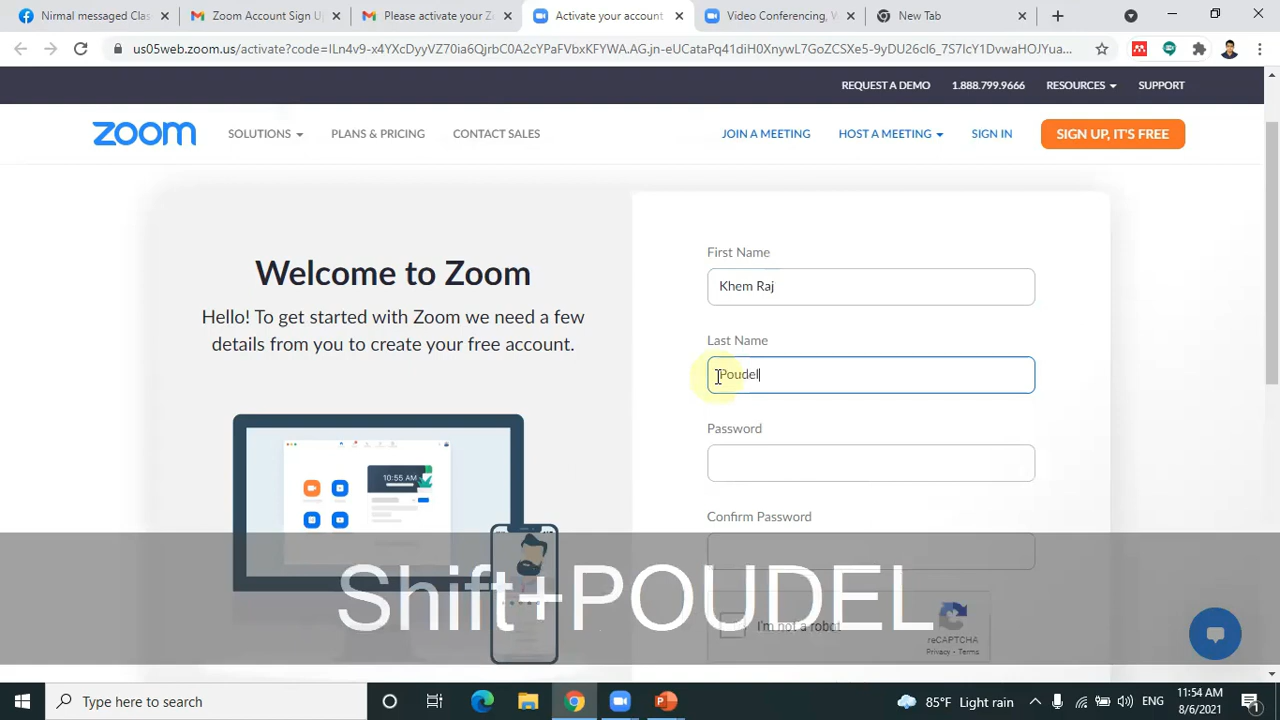 Nirmal messaged Clas
Zoom Account Sign U
Please activate your Z
Activate your account
Video Conferencing, W
New Tab
us05web.zoom.us/activate?code=ILn4v9-x4YXcDyyVZ70ia6QjrbC0A2cYPaFVbxKFYWA.AG.jn-eUCataPq41diH0XnywL7GoZCSXe5-9yDU26cl6_7S7IcY1DvwaHOJYua...
REQUEST A DEMO 1.888.799.9666 RESOURCES SUPPORT
zoom SOLUTIONS PLANS & PRICING CONTACT SALES JOIN A MEETING HOST A MEETING SIGN IN SIGN UP, IT'S FREE
Welcome to Zoom
Hello! To get started with Zoom we need a few
details from you to create your free account.
10:55 AM
First Name
Khem Raj
Last Name
Poudel
Password
Confirm Password
Shift+POUDEL
I'm not a robot
reCAPTCHA
Privacy - Terms
Type here to search
85°F Light rain
ENG
11:54 AM
8/6/2021
1